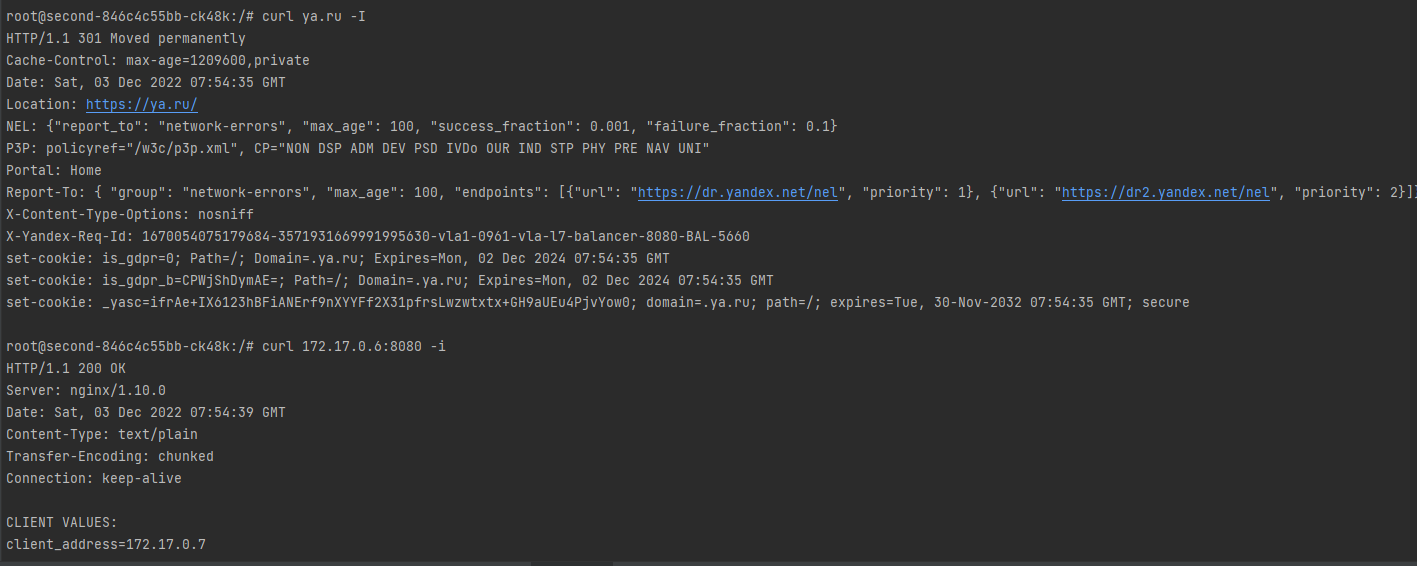 root@second-846c4c55bb-ck48k:/# curl ya.ru -I
HTTP/1.1 301 Moved permanently
Cache-Control: max-age=1209600,private
Date: Sat, 03 Dec 2022 07:54:35 GMT
Location: https://ya.ru/
NEL: {"report_to": "network-errors", "max_age": 100, "success_fraction": 0.001, "failure_fraction": 0.1}
P3P: policyref="/w3c/p3p.xml", CP="NON DSP ADM DEV PSD IVDo OUR IND STP PHY PRE NAV UNI"
Portal: Home
Report-To: { "group": "network-errors", "max_age": 100, "endpoints": [{"url": "https://dr.yandex.net/nel", "priority": 1}, {"url": "https://dr2.yandex.net/nel", "priority": 2}]}
X-Content-Type-Options: nosniff
X-Yandex-Req-Id: 1670054075179684-3571931669991995630-vla1-0961-vla-l7-balancer-8080-BAL-5660
set-cookie: is_gdpr=0; Path=/; Domain=.ya.ru; Expires=Mon, 02 Dec 2024 07:54:35 GMT
set-cookie: is_gdpr_b=CPWjShDymAE=; Path=/; Domain=.ya.ru; Expires=Mon, 02 Dec 2024 07:54:35 GMT
set-cookie: _yasc=ifrAe+IX6123hBFiANErf9nXYYFf2X31pfrsLwzwtxtx+GH9aUEu4PjvYow0; domain=.ya.ru; path=/; expires=Tue, 30-Nov-2032 07:54:35 GMT; secure
root@second-846c4c55bb-ck48k:/# curl 172.17.0.6:8080 -i
HTTP/1.1 200 OK
Server: nginx/1.10.0
Date: Sat, 03 Dec 2022 07:54:39 GMT
Content-Type: text/plain
Transfer-Encoding: chunked
Connection: keep-alive
CLIENT VALUES:
client_address=172.17.0.7